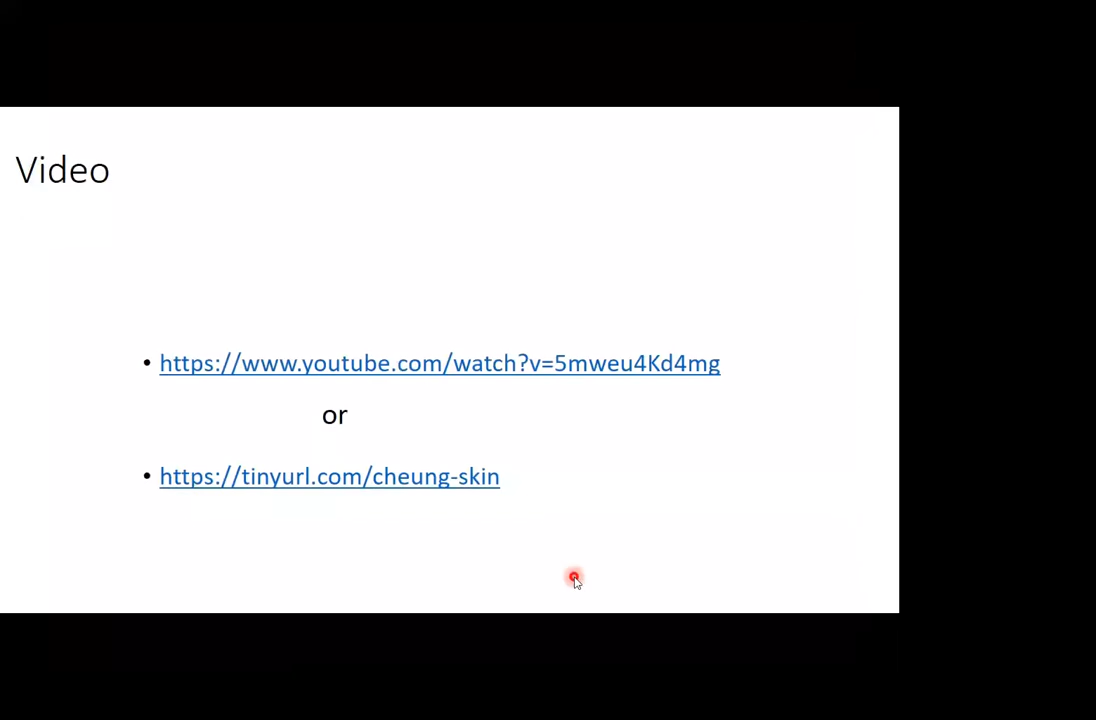 Video
• https://www.youtube.com/watch?v=5mweu4Kd4mg
or
• https://tinyurl.com/cheung-skin